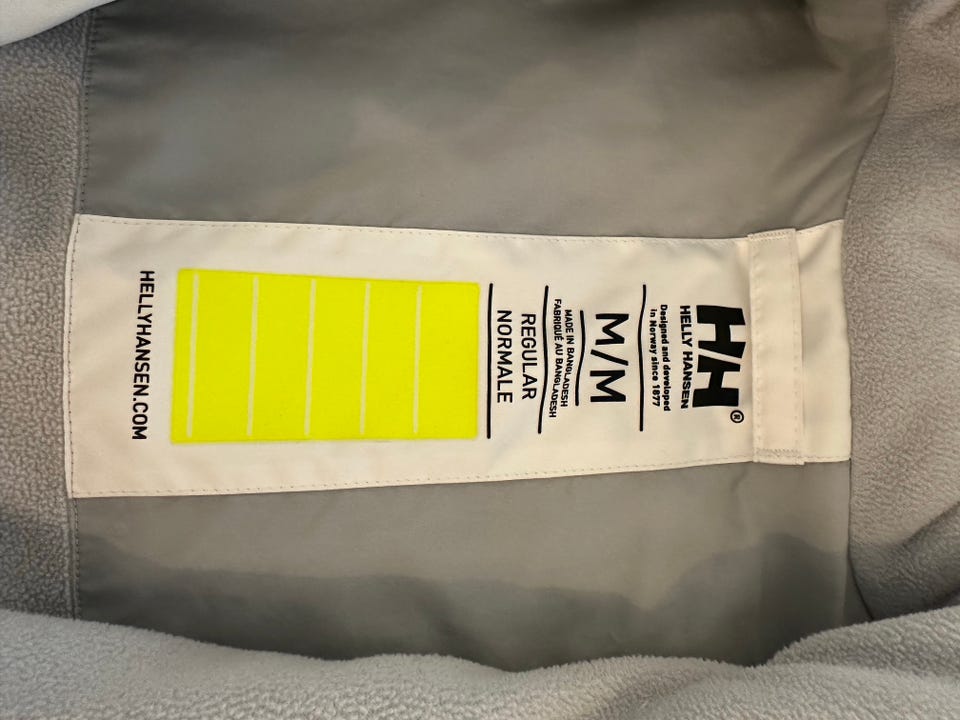 HH®
HELLY HANSEN
Designed and developed
in Norway since 1877
M/M
MADE IN BANGLADESH
FABRIQUÉ AU BANGLADESH
REGULAR
NORMALE
HELLYHANSEN.COM